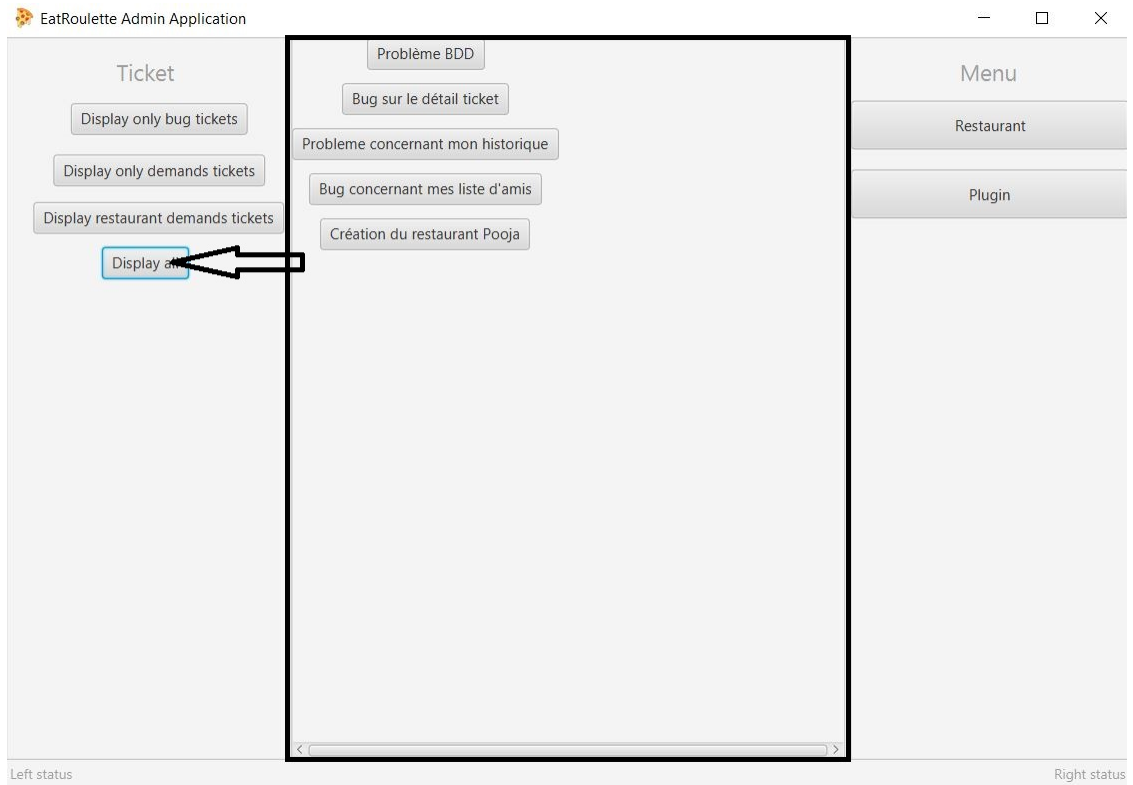 EatRoulette Admin Application
Ticket
Display only bug tickets
Display only demands tickets
Display restaurant demands tickets
Display all
Problème BDD
Bug sur le détail ticket
Probleme concernant mon historique
Bug concernant mes liste d'amis
Création du restaurant Pooja
Menu
Restaurant
Plugin
Left status
Right status